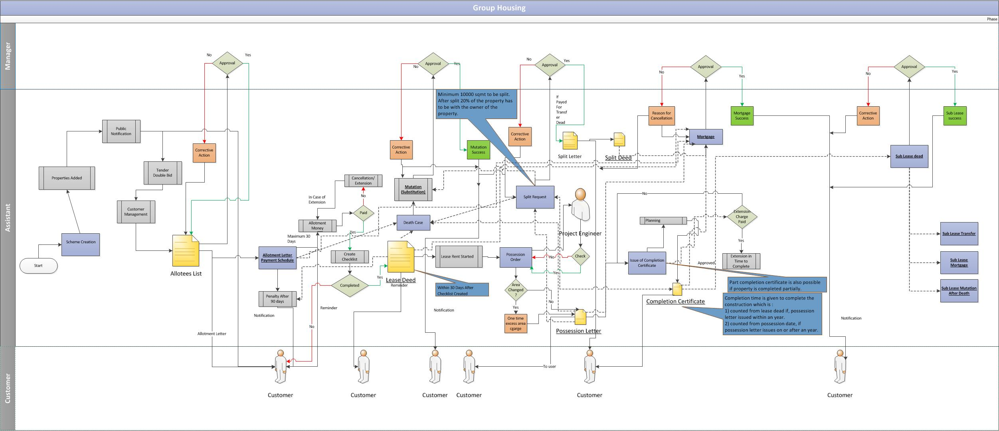 Group Housing
Phase
Manager
No
Yes
Approval
Approval
No
Yes
No
Approval
Yes
Approval
No
Yes
Approval
No
Yes
Assistant
Minimum 10000 sqmt to be split.
After split 20% of the property has
to be with the owner of the
property.
If
Payed
For
Transf
er
Dead
Public
Notification
Corrective
Action
Corrective
Action
Mutation
Success
Corrective
Action
Split Letter
Split Deed
Reason for
Cancellation
Mortgage
Success
Mortgage
Corrective
Action
Sub Lease
success
Sub Lease dead
Properties Added
Tender
Double Bid
Customer
Management
Cancellation/
Extension
No
In Case of
Extension
Paid
Allotment
Money
Yes
Maximum 30
Days
Mutation
(Substitution)
Death Case
Split Request
Project Engineer
No
Planning
Extension
Charge
Paid
Yes
Extension in
Time to
Complete
Sub Lease Transfer
Sub Lease
Mortgage
Sub Lease Mutation
After Death
Scheme Creation
Start
Allotees List
Allotment Letter
Payment Schedule
Create
Checklist
Completed
Yes
Lease Deed
Reminder
Lease Rent Started
Possession
Order
No
Check
Yes
Issue of Completion
Certificate
Approved
Penalty After
90 days
Within 30 Days After
Checklist Created
Area
Changed
?
No
Yes
One time
excess area
cgarge
Possession Letter
Completion Certificate
Part completion certificate is also possible
if property is completed partially.
Completion time is given to complete the
construction which is :
1) counted from lease dead if, possession
letter issued within an year.
2) counted from possession date, if
possession letter issues on or after an year.
Notification
Reminder
Notification
Notification
No
Allotment Letter
Customer
To user
Customer
Customer
Customer
Customer
Customer
Customer